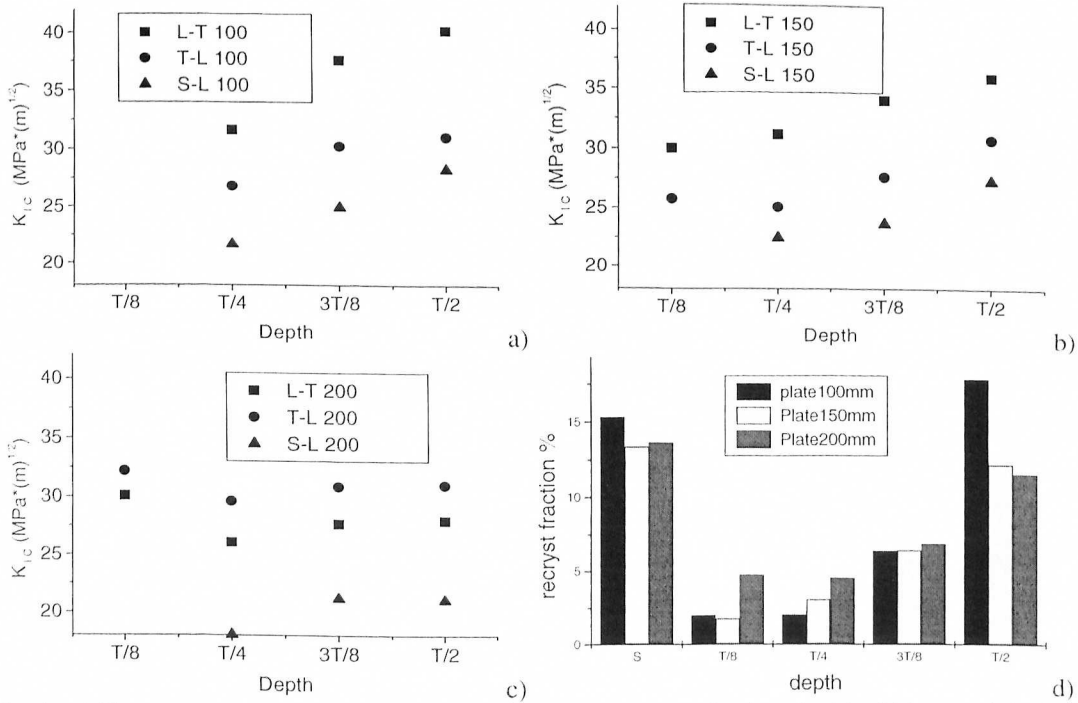 40
35
30
25
20
K1C (MPa*(m)1/2)
L-T 100
T-L 100
S-L 100
T/8 T/4 3T/8 T/2
Depth
a)
40
35
30
25
20
K1C (MPa*(m)1/2)
L-T 150
T-L 150
S-L 150
T/8 T/4 3T/8 T/2
Depth
b)
40
35
30
25
20
K1C (MPa*(m)1/2)
L-T 200
T-L 200
S-L 200
T/8 T/4 3T/8 T/2
Depth
c)
15
10
5
0
recryst fraction %
plate100mm
Plate150mm
Plate200mm
S T/8 T/4 3T/8 T/2
depth
d)